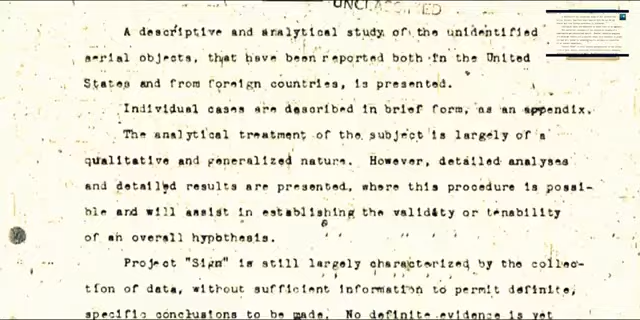 UNCLASSIFIED
A descriptive and analytical study of the unidentified
aerial objects, that have been reported both in the United
States and from foreign countries, is presented.
Individual cases are described in brief form, as an appendix.
The analytical treatment of the subject is largely of a
qualitative and generalized nature. However, detailed analyses
and detailed results are presented, where this procedure is possi-
ble and will assist in establishing the validity or tenability
of an overall hypothesis.
Project "Sign" is still largely characterized by the collec-
tion of data, without sufficient information to permit definite,
specific conclusions to be made. No definite evidence is yet